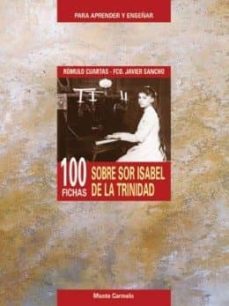 PARA APRENDER Y ENSEÑAR
RÓMULO CUARTAS - FCO. JAVIER SANCHO
100
FICHAS
SOBRE SOR ISABEL
DE LA TRINIDAD
Monte Carmelo